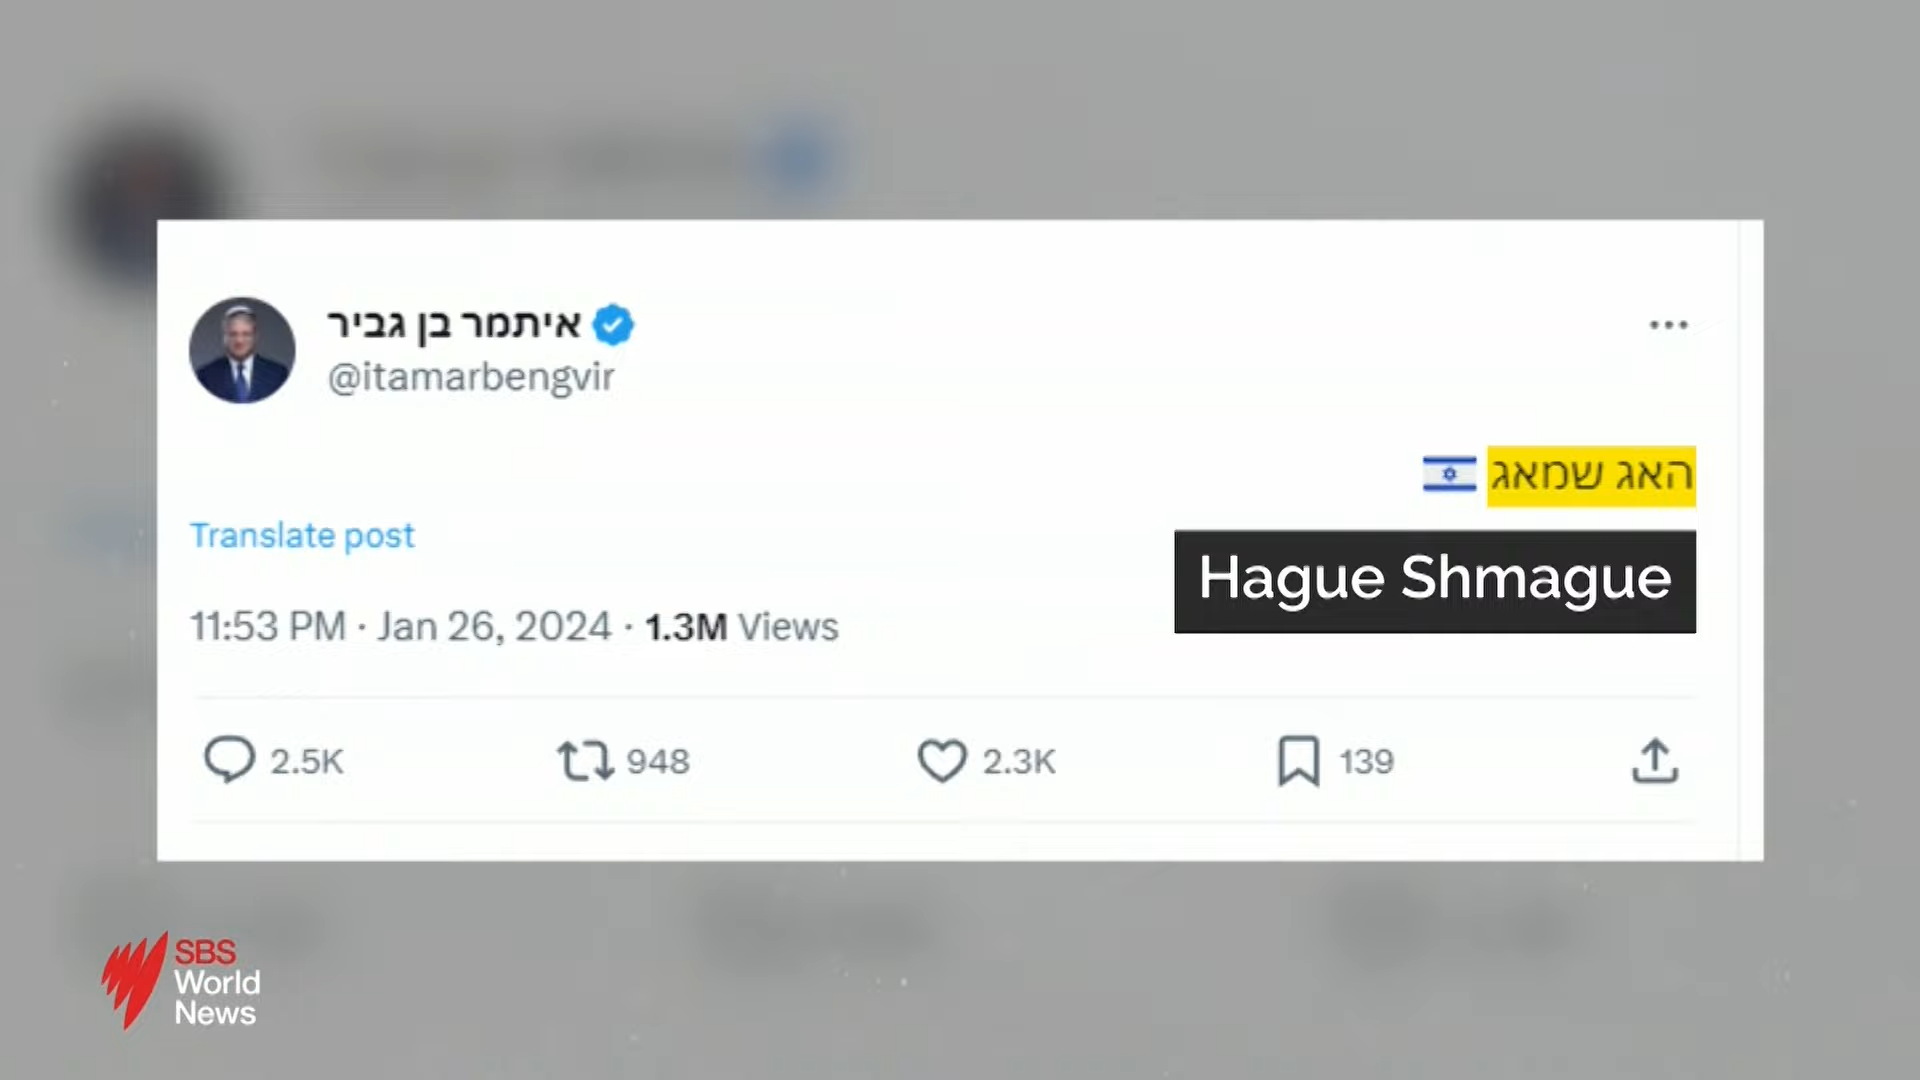 איתמר בן גביר
@itamarbengvir
האג שמאג
Translate post
Hague Shmague
11:53 PM · Jan 26, 2024 · 1.3M Views
2.5K 948 2.3K 139
SBS
World
News